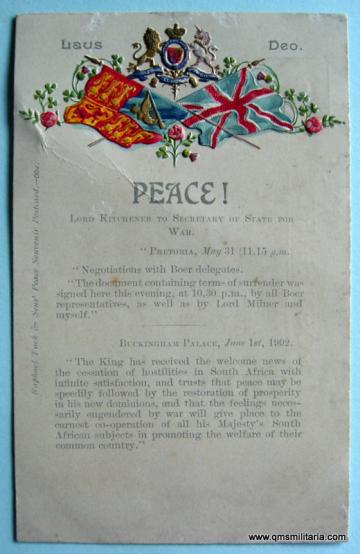 Laus Deo.
PEACE!
Lord Kitchener to Secretary of State for
War.
"Pretoria, May 31 (11.15 p.m.
"Negotiations with Boer delegates.
"The document containing terms of surrender was
signed here this evening, at 10.30 p.m., by all Boer
representatives, as well as by Lord Milner and
myself."
Buckingham Palace, June 1st, 1902.
"The King has received the welcome news of
the cessation of hostilities in South Africa with
infinite satisfaction, and trusts that peace may be
speedily followed by the restoration of prosperity
in his new dominions, and that the feelings neces-
sarily engendered by war will give place to the
earnest co-operation of all his Majesty's South
African subjects in promoting the welfare of their
common country."
Raphael Tuck & Sons' Peace Souvenir Postcard.
www.qmsmilitaria.com